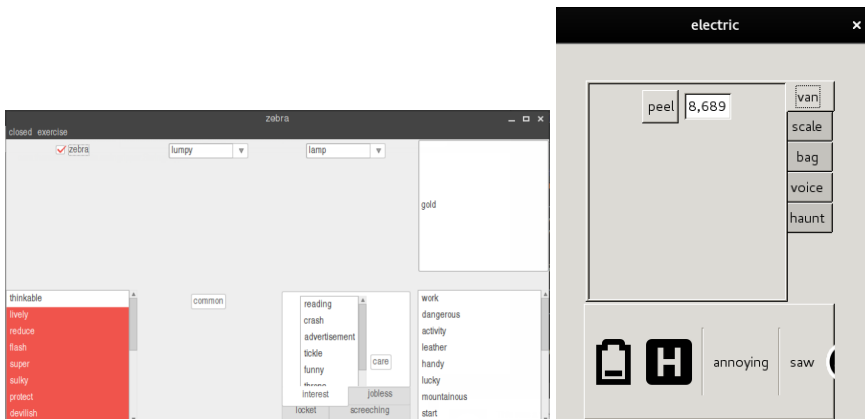 zebra
closed exercise
zebra
lumpy
lamp
gold
thinkable
lively
reduce
flash
super
sulky
protect
devilish
common
reading
crash
advertisement
tickle
funny
care
interest
jobless
locket
screeching
work
dangerous
activity
leather
handy
lucky
mountainous
start
electric
peel 8,689
van
scale
bag
voice
haunt
H
annoying
saw